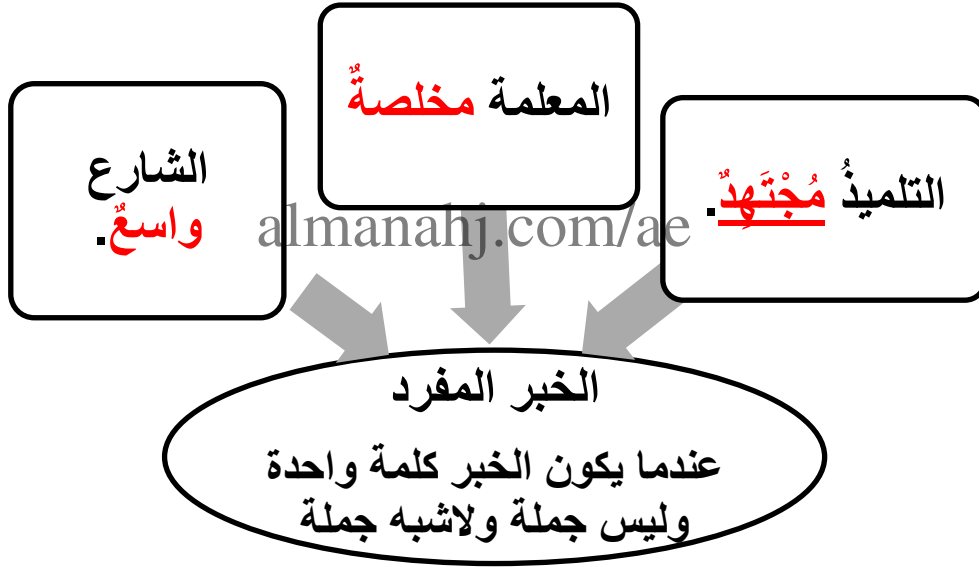 المعلمة مخلصةٌ
التلميذُ مُجْتَهِدٌ.
الشارع
واسعٌ.
almanahj.com/ae
الخبر المفرد
عندما يكون الخبر كلمة واحدة
وليس جملة ولاشبه جملة